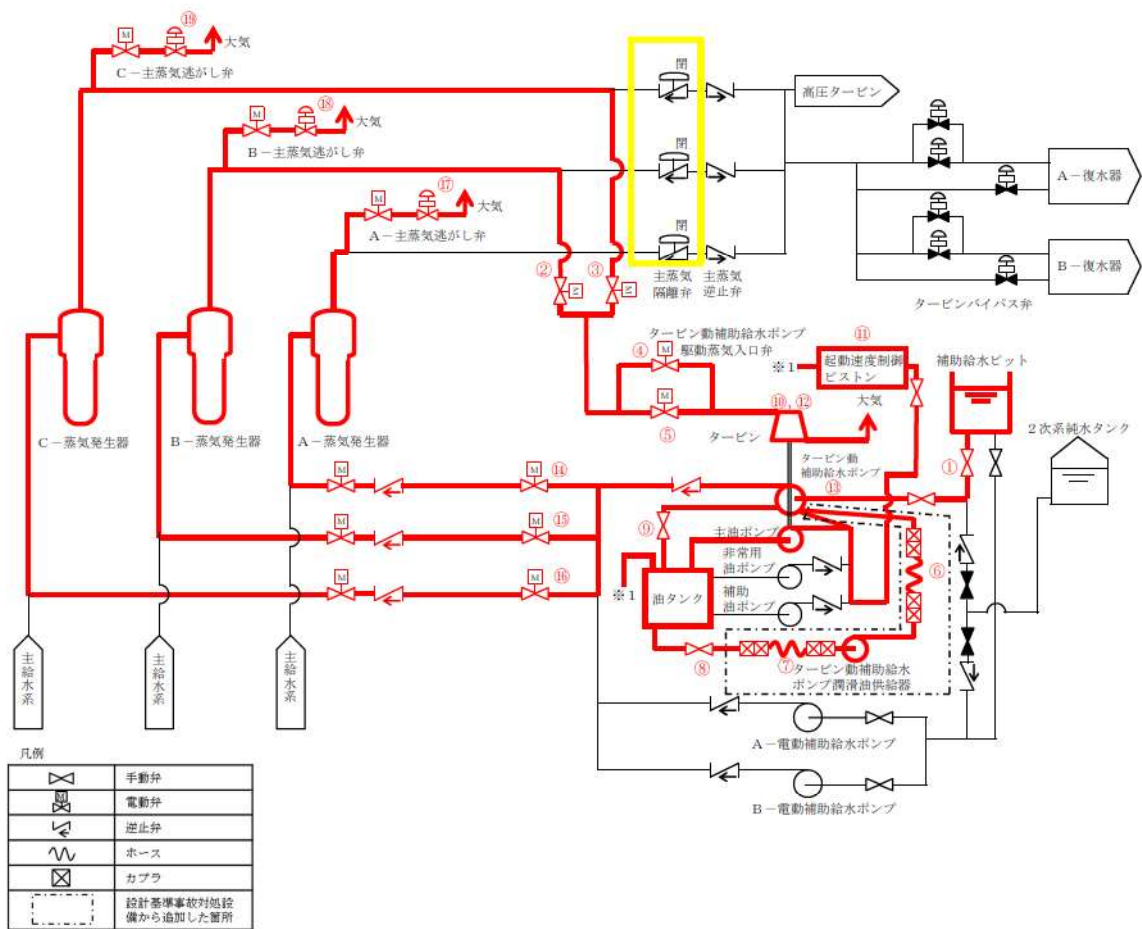 ⑲
M
大気
C-主蒸気逃がし弁
閉
高圧タービン
⑱
M
大気
B-主蒸気逃がし弁
閉
A-復水器
⑰
M
大気
A-主蒸気逃がし弁
閉
B-復水器
②
③
M
M
主蒸気
隔離弁
主蒸気
逆止弁
タービンバイパス弁
タービン動補助給水ポンプ
駆動蒸気入口弁
④
M
⑪
起動速度制御
ピストン
※1
補助給水ピット
⑩,⑫
大気
M
⑤
タービン
2次系純水タンク
C-蒸気発生器
B-蒸気発生器
A-蒸気発生器
タービン動
補助給水ポンプ
①
M
M
⑭
⑬
M
M
⑮
⑨
主油ポンプ
非常用
油ポンプ
⑥
M
M
⑯
※1
油タンク
補助
油ポンプ
⑧
⑦
主給水系
主給水系
主給水系
タービン動補助給水
ポンプ潤滑油供給器
A-電動補助給水ポンプ
B-電動補助給水ポンプ
凡例
手動弁
M
電動弁
逆止弁
ホース
カプラ
設計基準事故対処設
備から追加した箇所